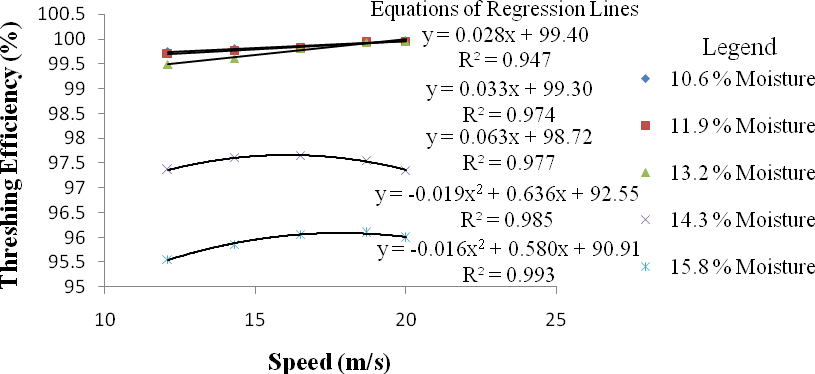 Equations of Regression Lines
y = 0.028x + 99.40
R² = 0.947
y = 0.033x + 99.30
R² = 0.974
y = 0.063x + 98.72
R² = 0.977
y = -0.019x² + 0.636x + 92.55
R² = 0.985
y = -0.016x² + 0.580x + 90.91
R² = 0.993
Legend
10.6 % Moisture
11.9 % Moisture
13.2 % Moisture
14.3 % Moisture
15.8 % Moisture
Threshing Efficiency (%)
100.5
100
99.5
99
98.5
98
97.5
97
96.5
96
95.5
95
10
15
20
25
Speed (m/s)